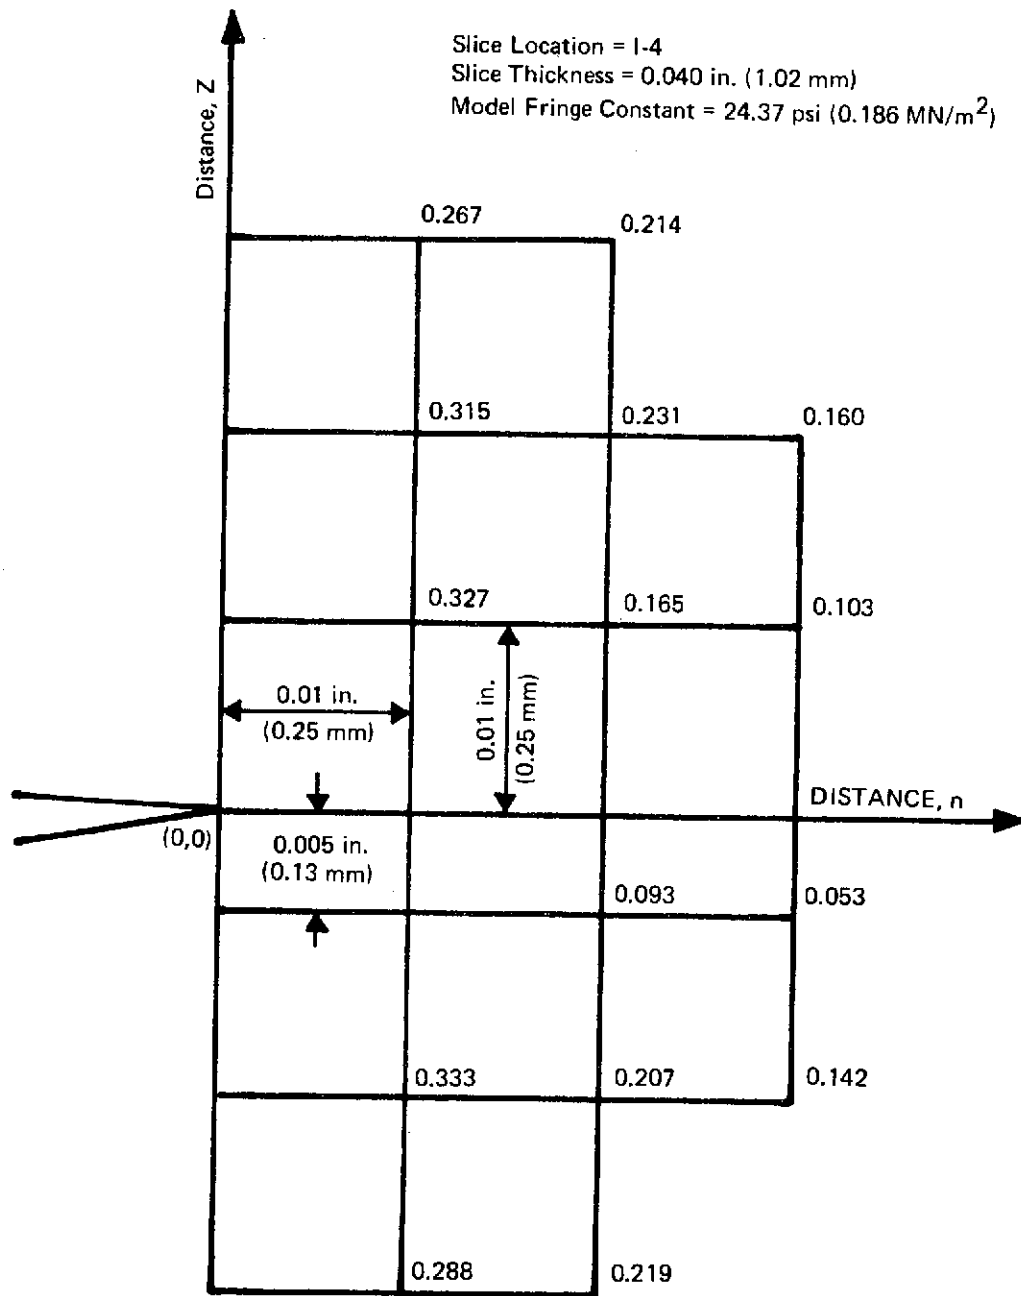 Slice Location = I-4
Slice Thickness = 0.040 in. (1.02 mm)
Model Fringe Constant = 24.37 psi (0.186 MN/m²)
Distance, Z
0.267
0.214
0.315
0.231
0.160
0.327
0.165
0.103
0.01 in.
(0.25 mm)
0.01 in.
(0.25 mm)
DISTANCE, n
(0,0)
0.005 in.
(0.13 mm)
0.093
0.053
0.333
0.207
0.142
0.288
0.219